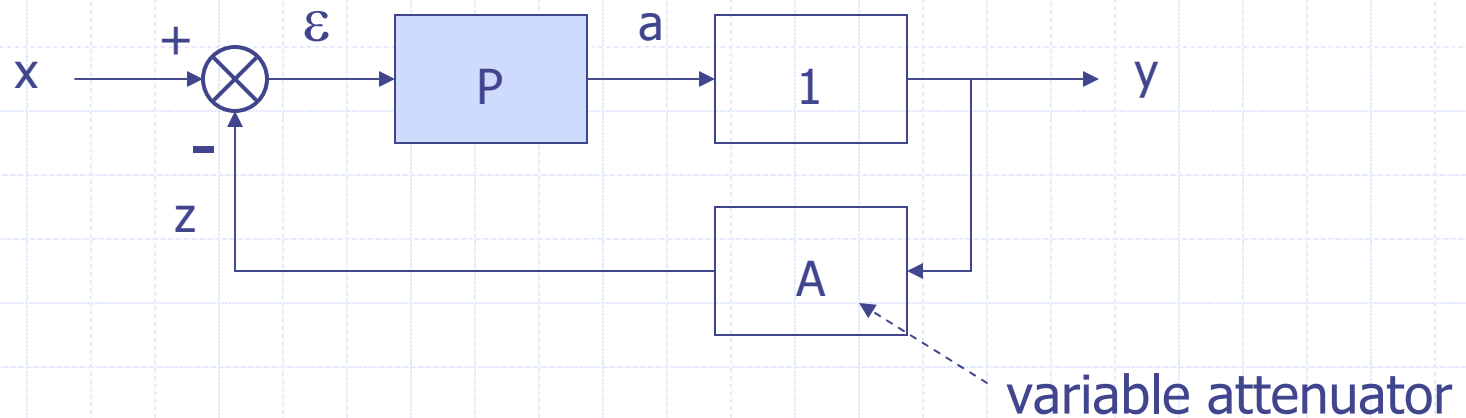 + ε a
x P 1 y
-
z
A
variable attenuator